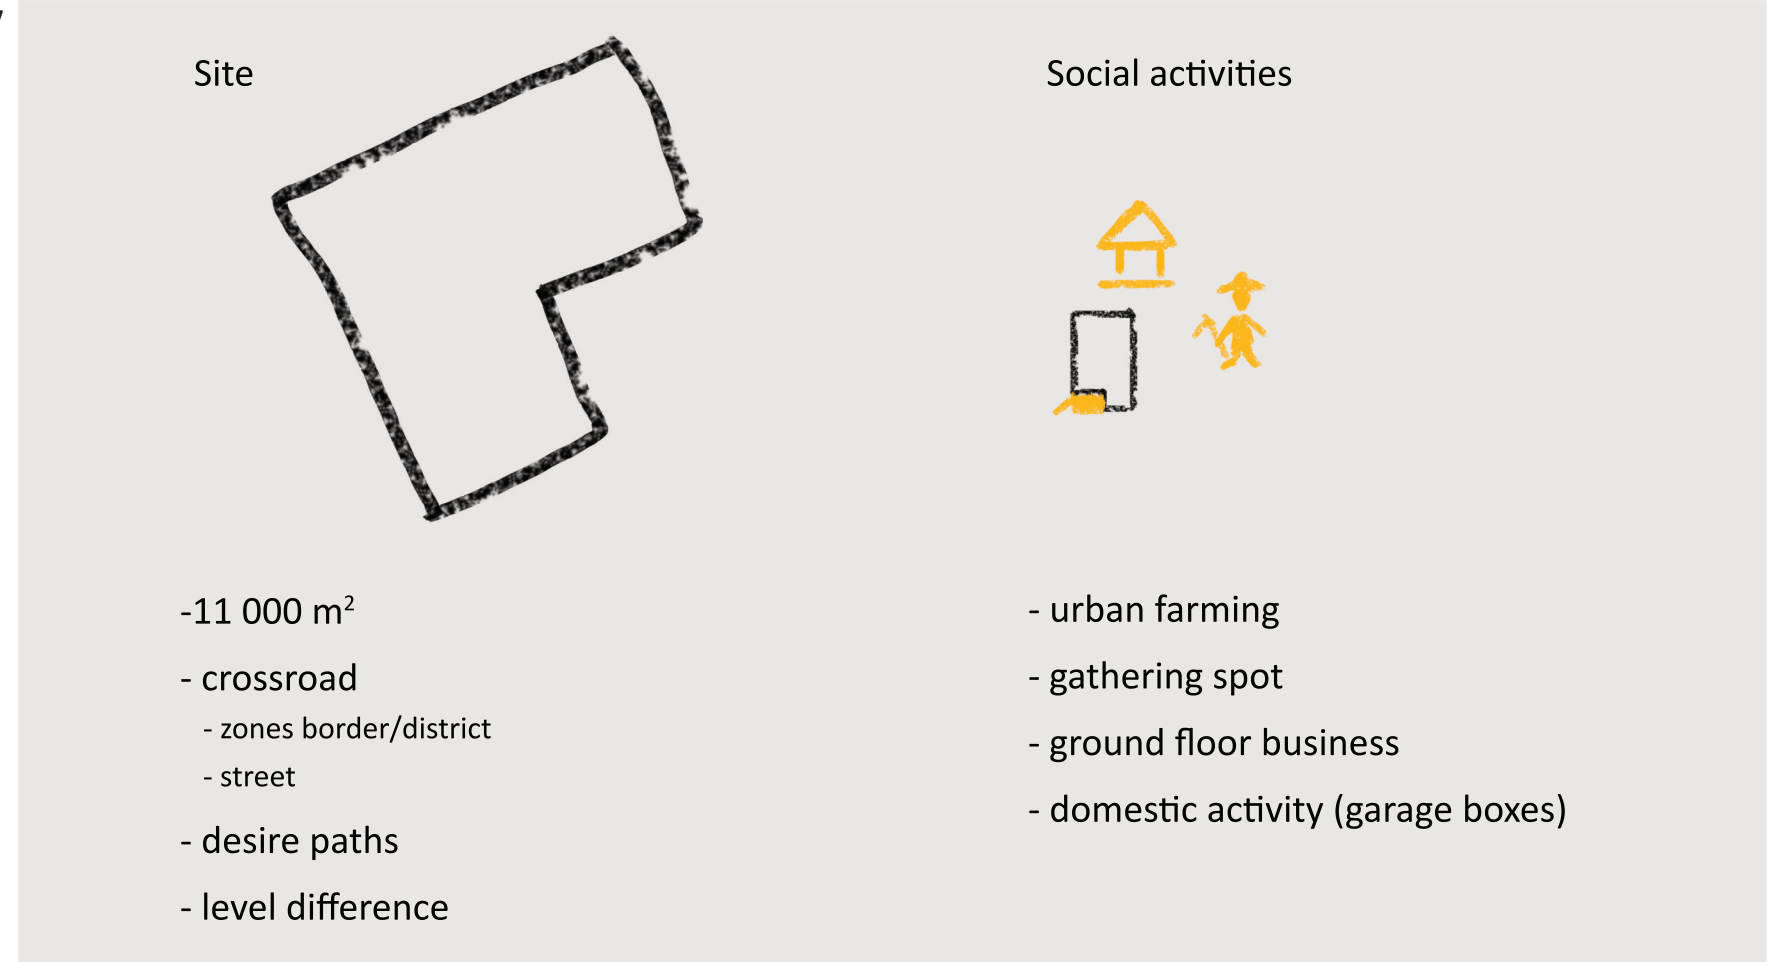 Site
-11 000 m²
- crossroad
- zones border/district
- street
- desire paths
- level difference
Social activities
- urban farming
- gathering spot
- ground floor business
- domestic activity (garage boxes)